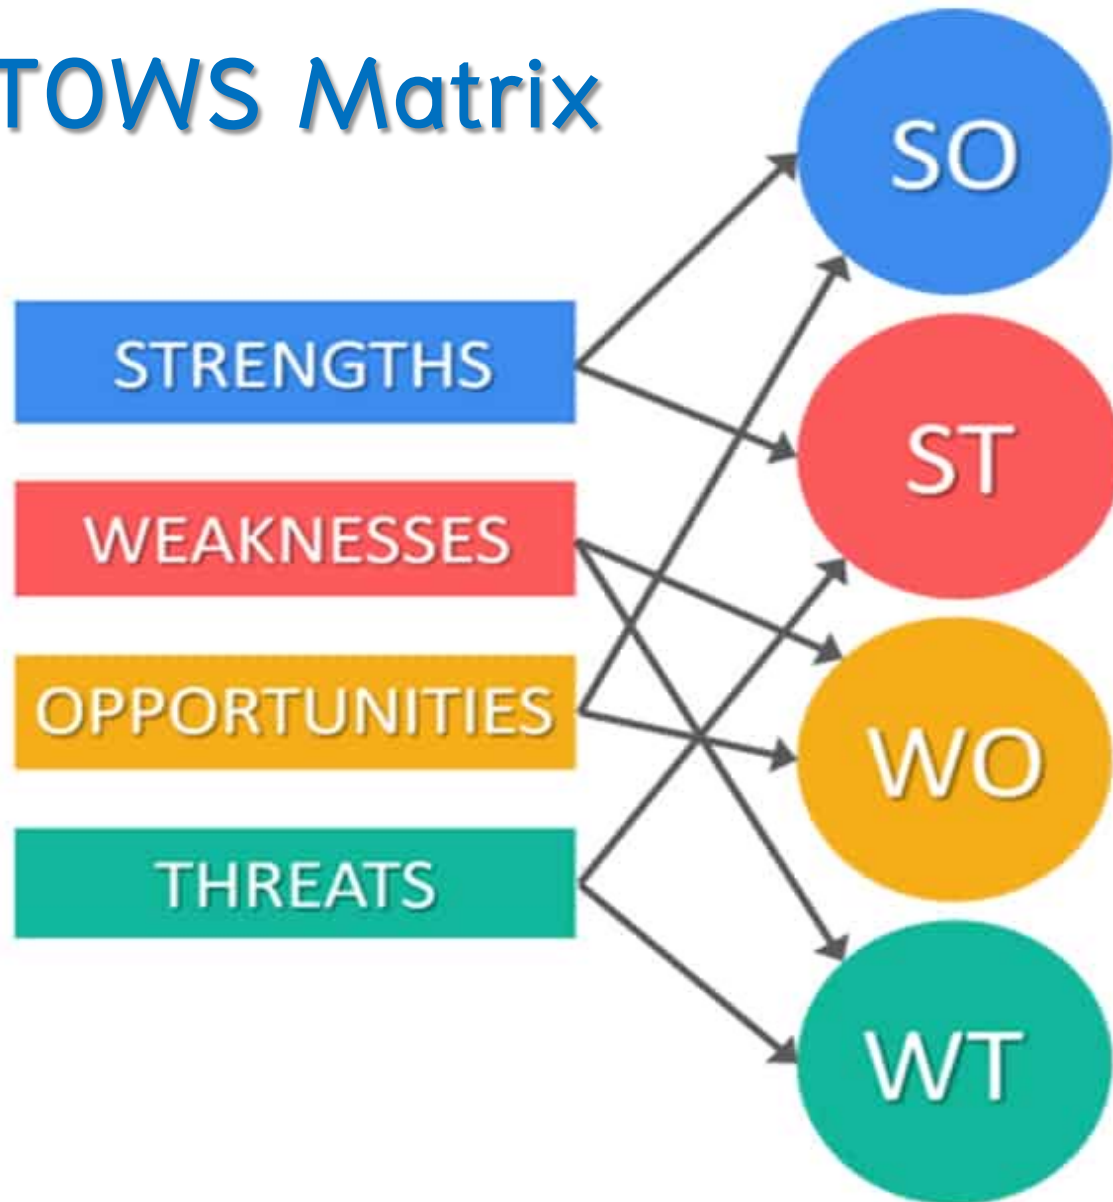 TOWS Matrix
STRENGTHS
WEAKNESSES
OPPORTUNITIES
THREATS
SO
ST
WO
WT